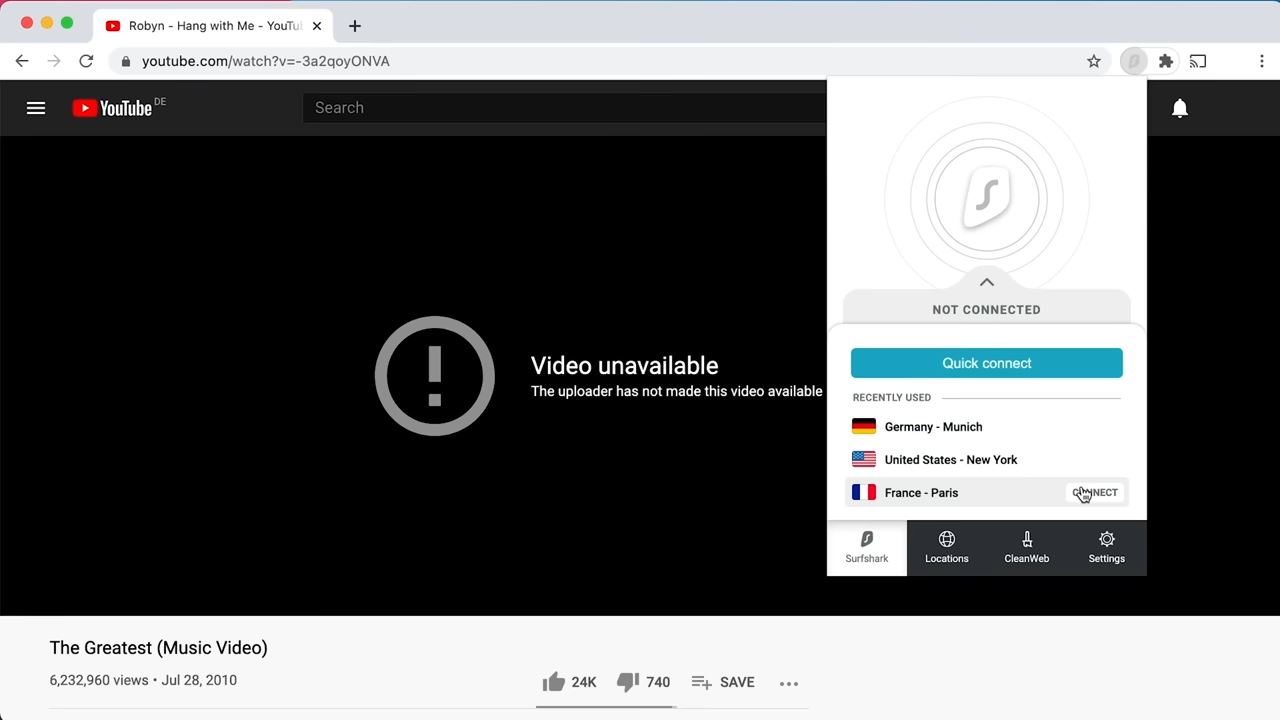 Robyn - Hang with Me - YouTu
youtube.com/watch?v=-3a2qoyONVA
YouTube DE
Search
NOT CONNECTED
Quick connect
Video unavailable
The uploader has not made this video available
RECENTLY USED
Germany - Munich
United States - New York
France - Paris
Surfshark
Locations
CleanWeb
Settings
The Greatest (Music Video)
6,232,960 views • Jul 28, 2010
24K
740
SAVE